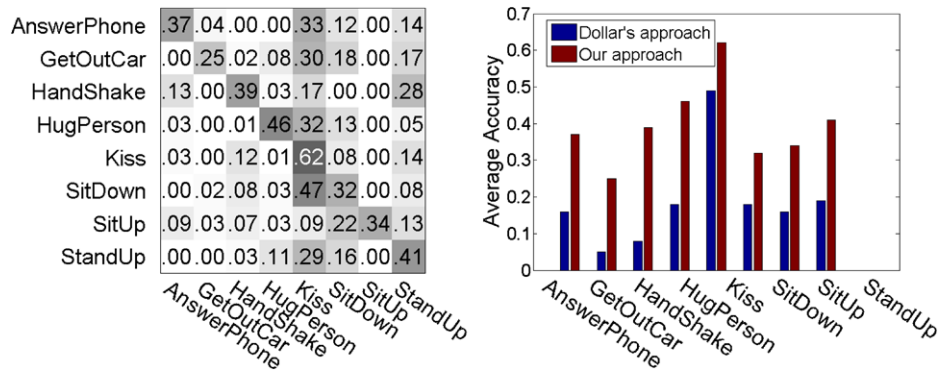 AnswerPhone .37 .04 .00 .00 .33 .12 .00 .14
GetOutCar .00 .25 .02 .08 .30 .18 .00 .17
HandShake .13 .00 .39 .03 .17 .00 .00 .28
HugPerson .03 .00 .01 .46 .32 .13 .00 .05
Kiss .03 .00 .12 .01 .62 .08 .00 .14
SitDown .00 .02 .08 .03 .47 .32 .00 .08
SitUp .09 .03 .07 .03 .09 .22 .34 .13
StandUp .00 .00 .03 .11 .29 .16 .00 .41
AnswerPhone
GetOutCar
HandShake
HugPerson
Kiss
SitDown
SitUp
StandUp
Average Accuracy
0.7
0.6
0.5
0.4
0.3
0.2
0.1
0
Dollar's approach
Our approach
AnswerPhone
GetOutCar
HandShake
HugPerson
Kiss
SitDown
SitUp
StandUp